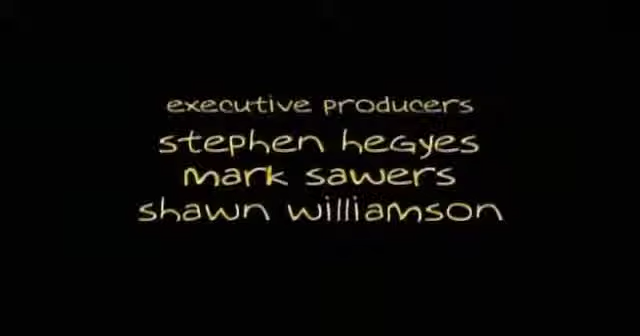 executive producers
stephen hegyes
mark sawers
shawn williamson